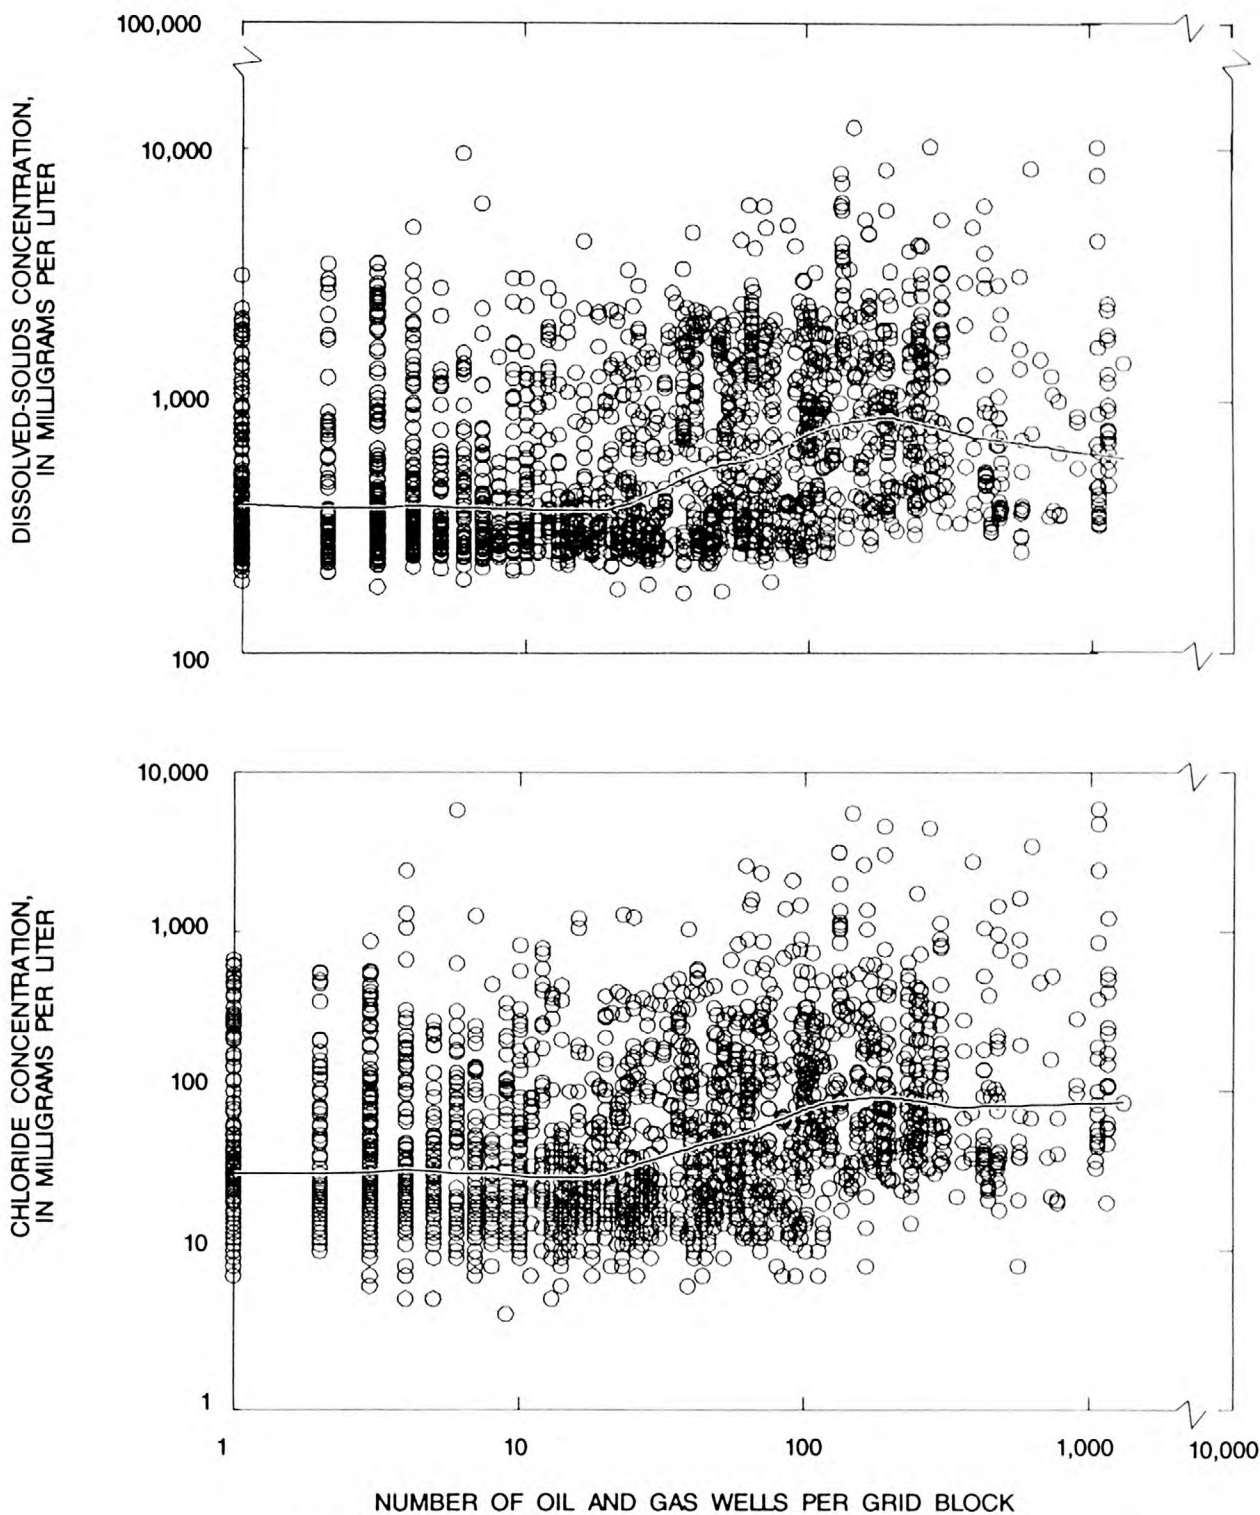 100,000
10,000
1,000
100
DISSOLVED-SOLIDS CONCENTRATION,
IN MILLIGRAMS PER LITER
10,000
1,000
100
10
1
CHLORIDE CONCENTRATION,
IN MILLIGRAMS PER LITER
1
10
100
1,000
10,000
NUMBER OF OIL AND GAS WELLS PER GRID BLOCK